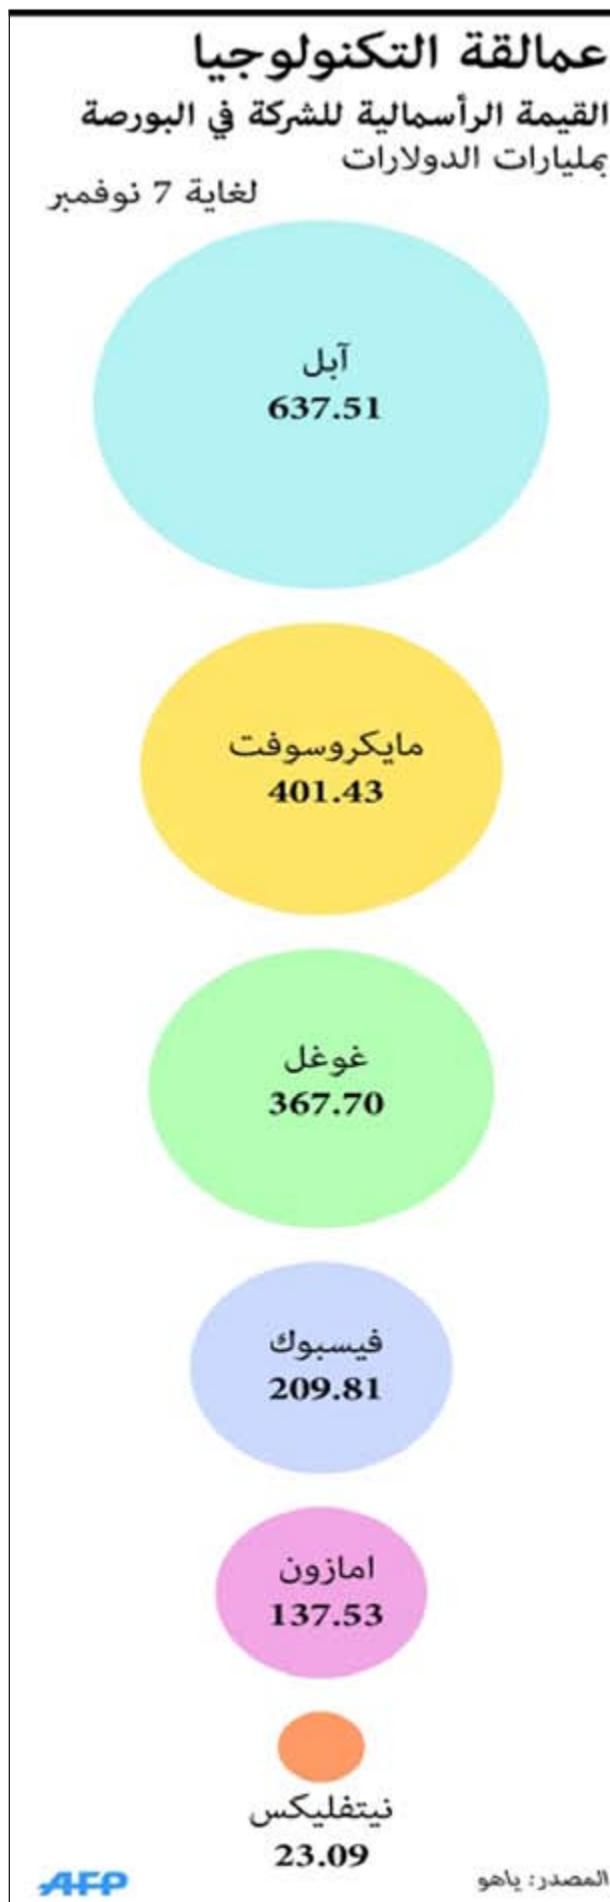 عمالقة التكنولوجيا
القيمة الرأسمالية للشركة في البورصة
بمليارات الدولارات
لغاية 7 نوفمبر
آبل
637.51
مايكروسوفت
401.43
غوغل
367.70
فيسبوك
209.81
امازون
137.53
نيتفليكس
23.09
المصدر: ياهو
AFP